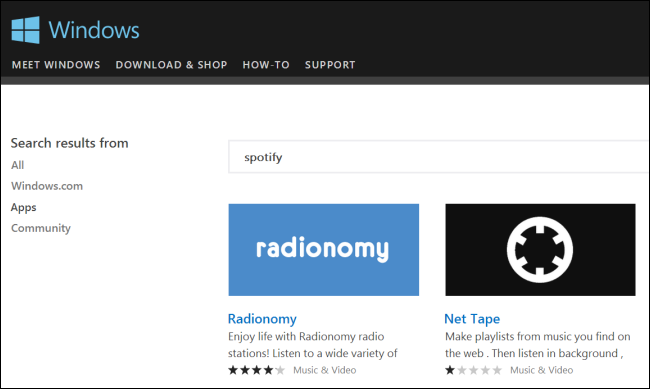 Windows
MEET WINDOWS DOWNLOAD & SHOP HOW-TO SUPPORT
Search results from
All
Windows.com
Apps
Community
spotify
radionomy
Radionomy
Enjoy life with Radionomy radio
stations! Listen to a wide variety of
Music & Video
Net Tape
Make playlists from music you find on
the web . Then listen in background ,
Music & Video